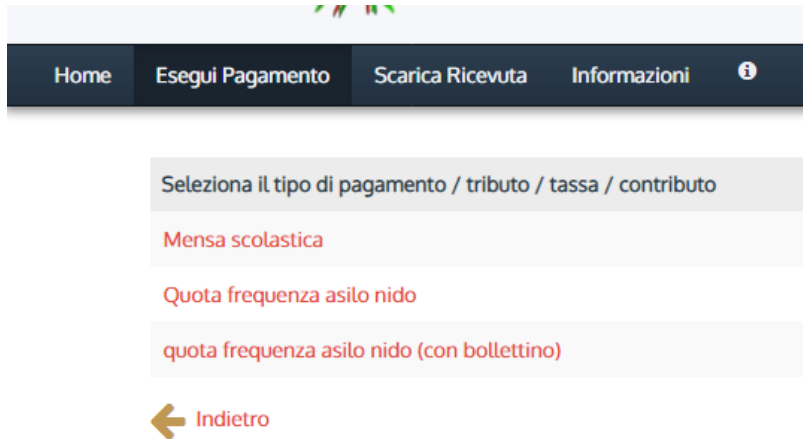 Home Esegui Pagamento Scarica Ricevuta Informazioni
Seleziona il tipo di pagamento / tributo / tassa / contributo
Mensa scolastica
Quota frequenza asilo nido
quota frequenza asilo nido (con bollettino)
Indietro